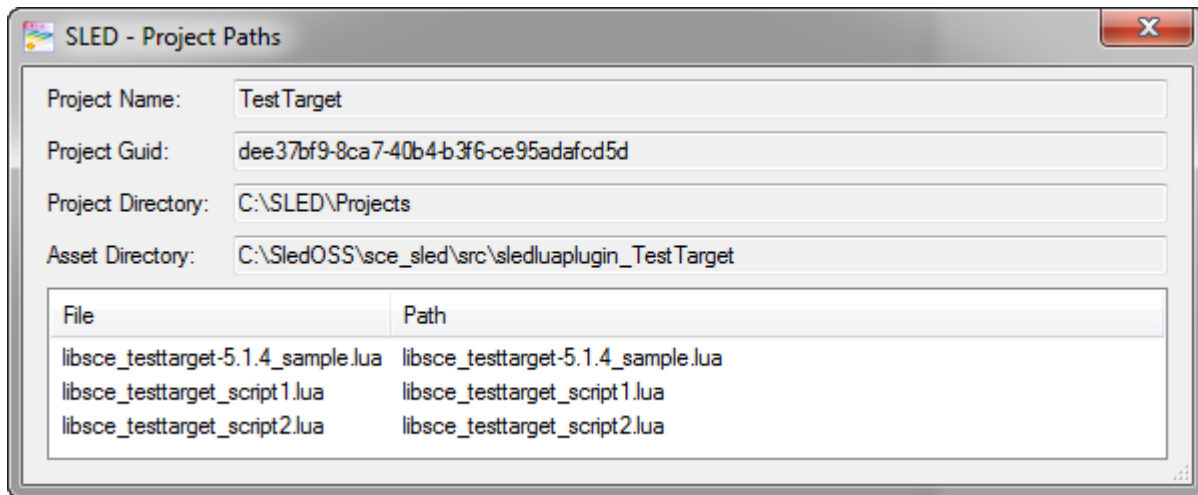 SLED - Project Paths
Project Name: TestTarget
Project Guid: dee37bf9-8ca7-40b4-b3f6-ce95adafcd5d
Project Directory: C:\SLED\Projects
Asset Directory: C:\SledOSS\sce_sled\src\sledluaplugin_TestTarget
File Path
libsce_testtarget-5.1.4_sample.lua libsce_testtarget-5.1.4_sample.lua
libsce_testtarget_script1.lua libsce_testtarget_script1.lua
libsce_testtarget_script2.lua libsce_testtarget_script2.lua